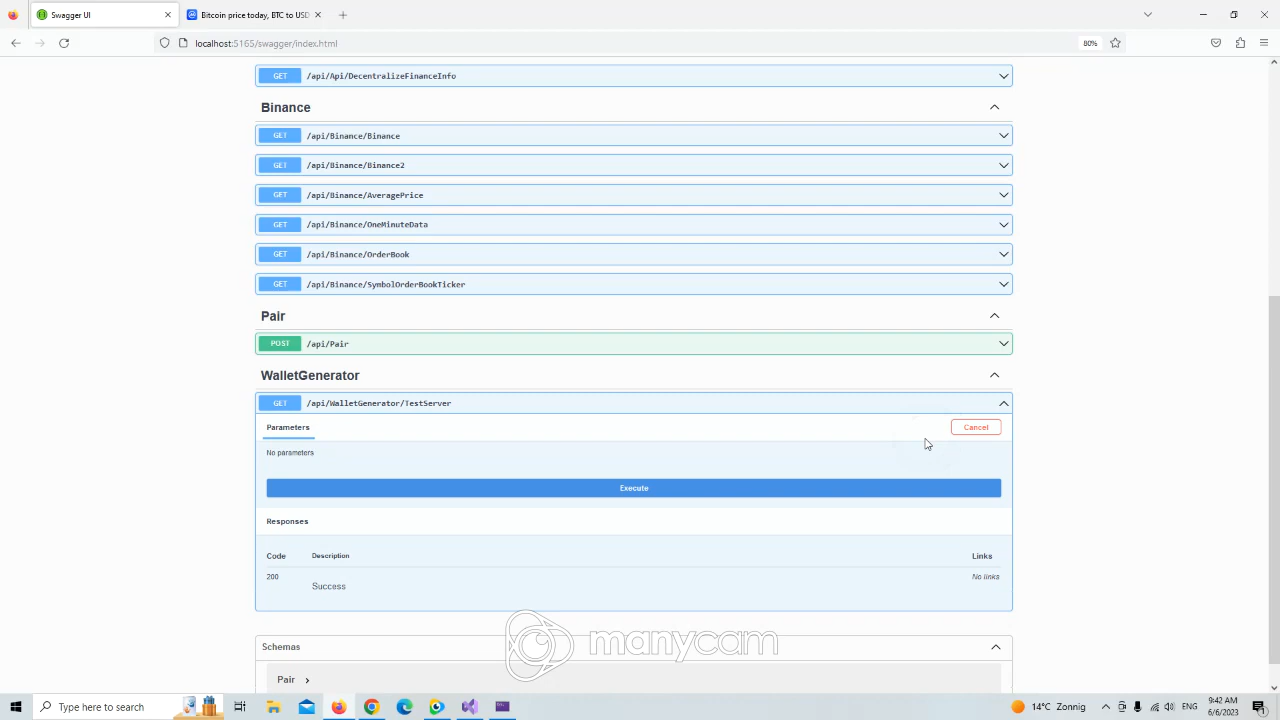 Swagger UI
Bitcoin price today, BTC to USD
localhost:5165/swagger/index.html
80%
GET /api/Api/DecentralizeFinanceInfo
Binance
GET /api/Binance/Binance
GET /api/Binance/Binance2
GET /api/Binance/AveragePrice
GET /api/Binance/OneMinuteData
GET /api/Binance/OrderBook
GET /api/Binance/SymbolOrderBookTicker
Pair
POST /api/Pair
WalletGenerator
GET /api/WalletGenerator/TestServer
Parameters
Cancel
No parameters
Execute
Responses
Code Description Links
200 Success No links
manycam
Schemas
Pair
Type here to search
14°C Zonnig
ENG
9:42 AM
6/6/2023